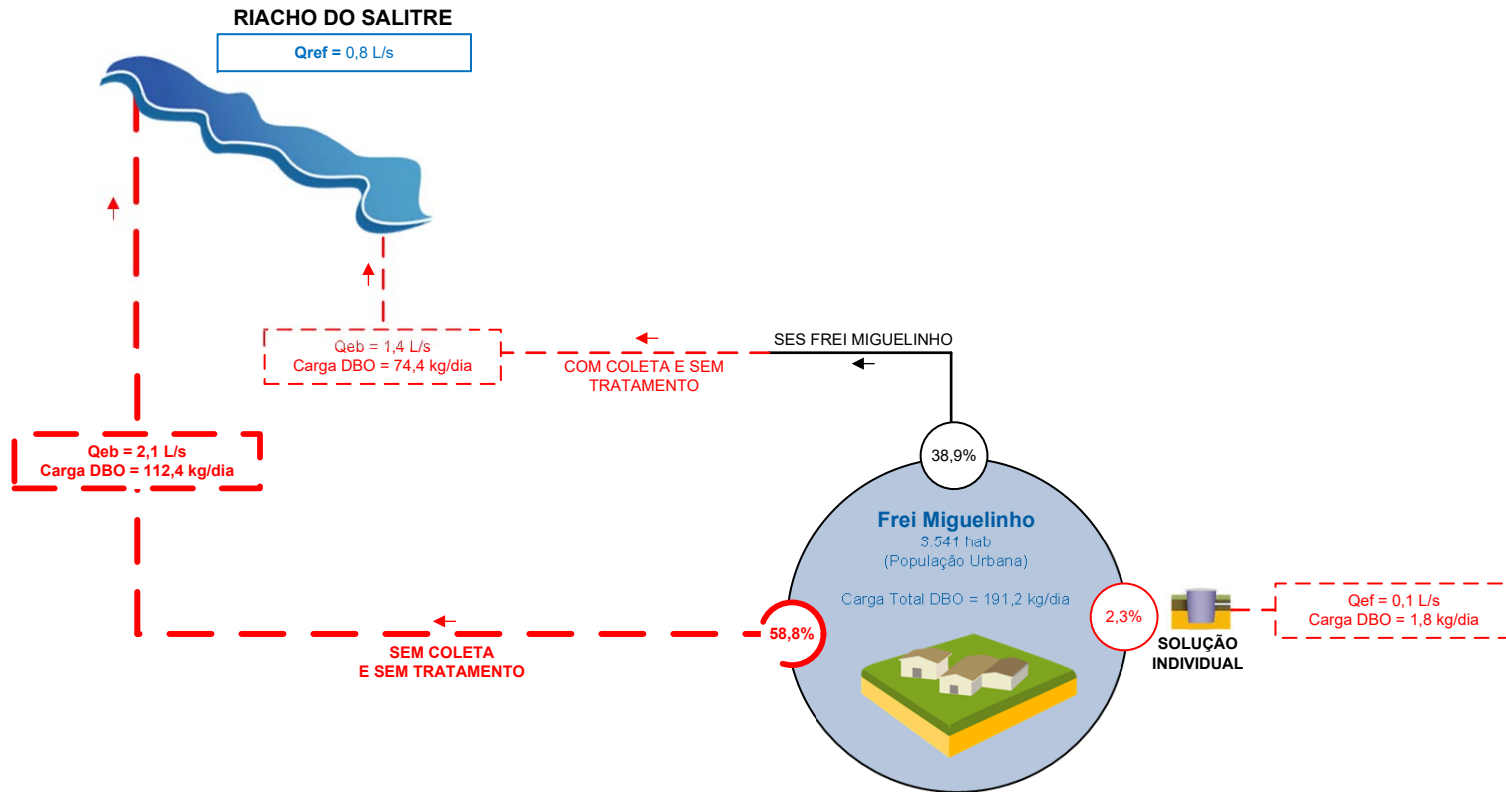 RIACHO DO SALITRE
Qref = 0,8 L/s
Qeb = 1,4 L/s
Carga DBO = 74,4 kg/dia
COM COLETA E SEM
TRATAMENTO
SES FREI MIGUELINHO
Qeb = 2,1 L/s
Carga DBO = 112,4 kg/dia
38,9%
Frei Miguelinho
3.541 hab
(População Urbana)
Carga Total DBO = 191,2 kg/dia
58,8%
SEM COLETA
E SEM TRATAMENTO
2,3%
SOLUÇÃO
INDIVIDUAL
Qef = 0,1 L/s
Carga DBO = 1,8 kg/dia